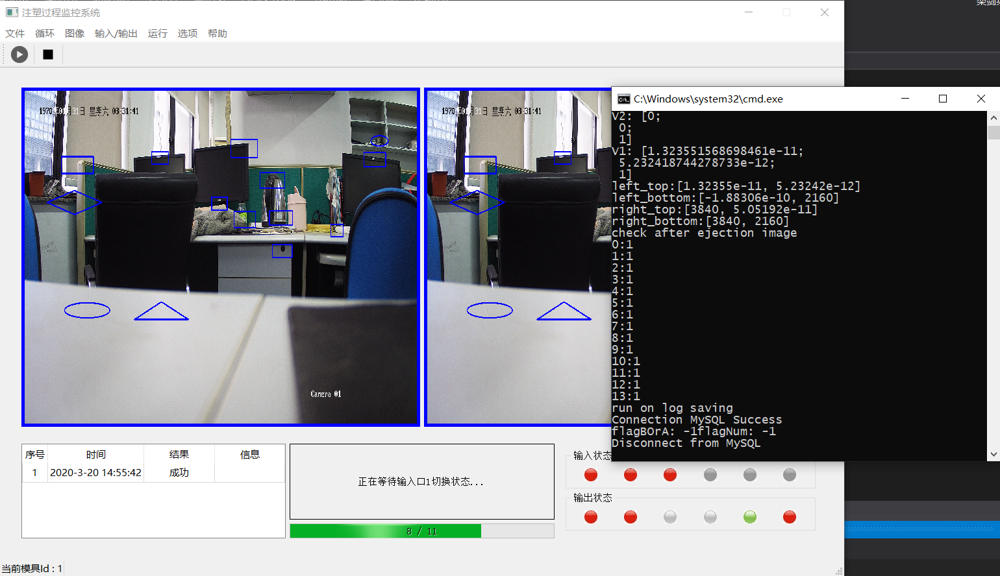 注塑过程监控系统
文件 循环 图像 输入/输出 运行 选项 帮助
1970年01月31日 星期六 03:31:41
Camera 01
1970年01月31日 星期六 03:31:41
C:\Windows\system32\cmd.exe
V2: [0;
0;
1]
V1: [1.323551568698461e-11;
5.232418744278733e-12;
1]
left_top:[1.32355e-11, 5.23242e-12]
left_bottom:[-1.88306e-10, 2160]
right_top:[3840, 5.05192e-11]
right_bottom:[3840, 2160]
check after ejection image
0:1
1:1
2:1
3:1
4:1
5:1
6:1
7:1
8:1
9:1
10:1
11:1
12:1
13:1
run on log saving
Connection MySQL Success
flagBOrA: -1flagNum: -1
Disconnect from MySQL
序号 时间 结果 信息
1 2020-3-20 14:55:42 成功
正在等待输入口1切换状态...
8 / 11
输入状态
输出状态
当前模具Id : 1